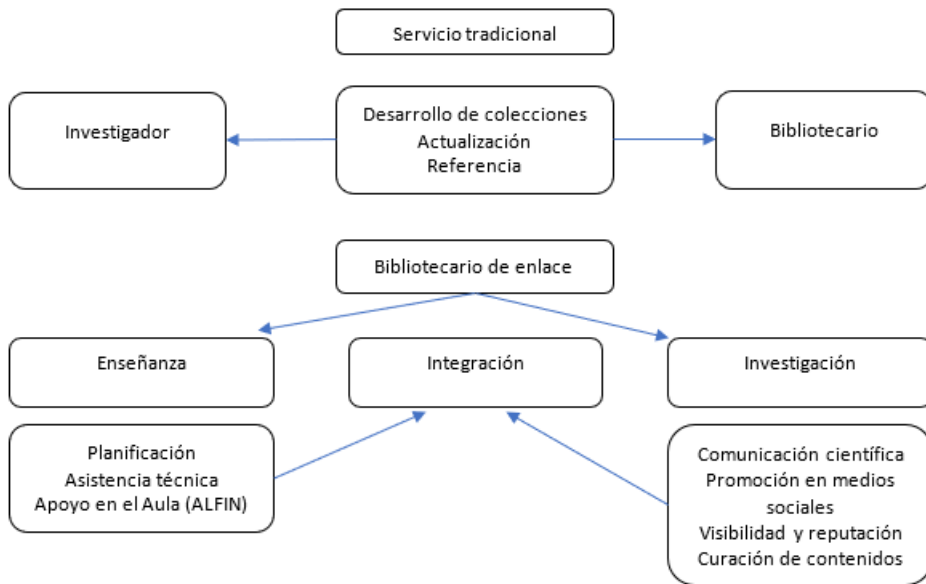 Servicio tradicional
Investigador
Desarrollo de colecciones
Actualización
Referencia
Bibliotecario
Bibliotecario de enlace
Enseñanza
Integración
Investigación
Planificación
Asistencia técnica
Apoyo en el Aula (ALFIN)
Comunicación científica
Promoción en medios
sociales
Visibilidad y reputación
Curación de contenidos